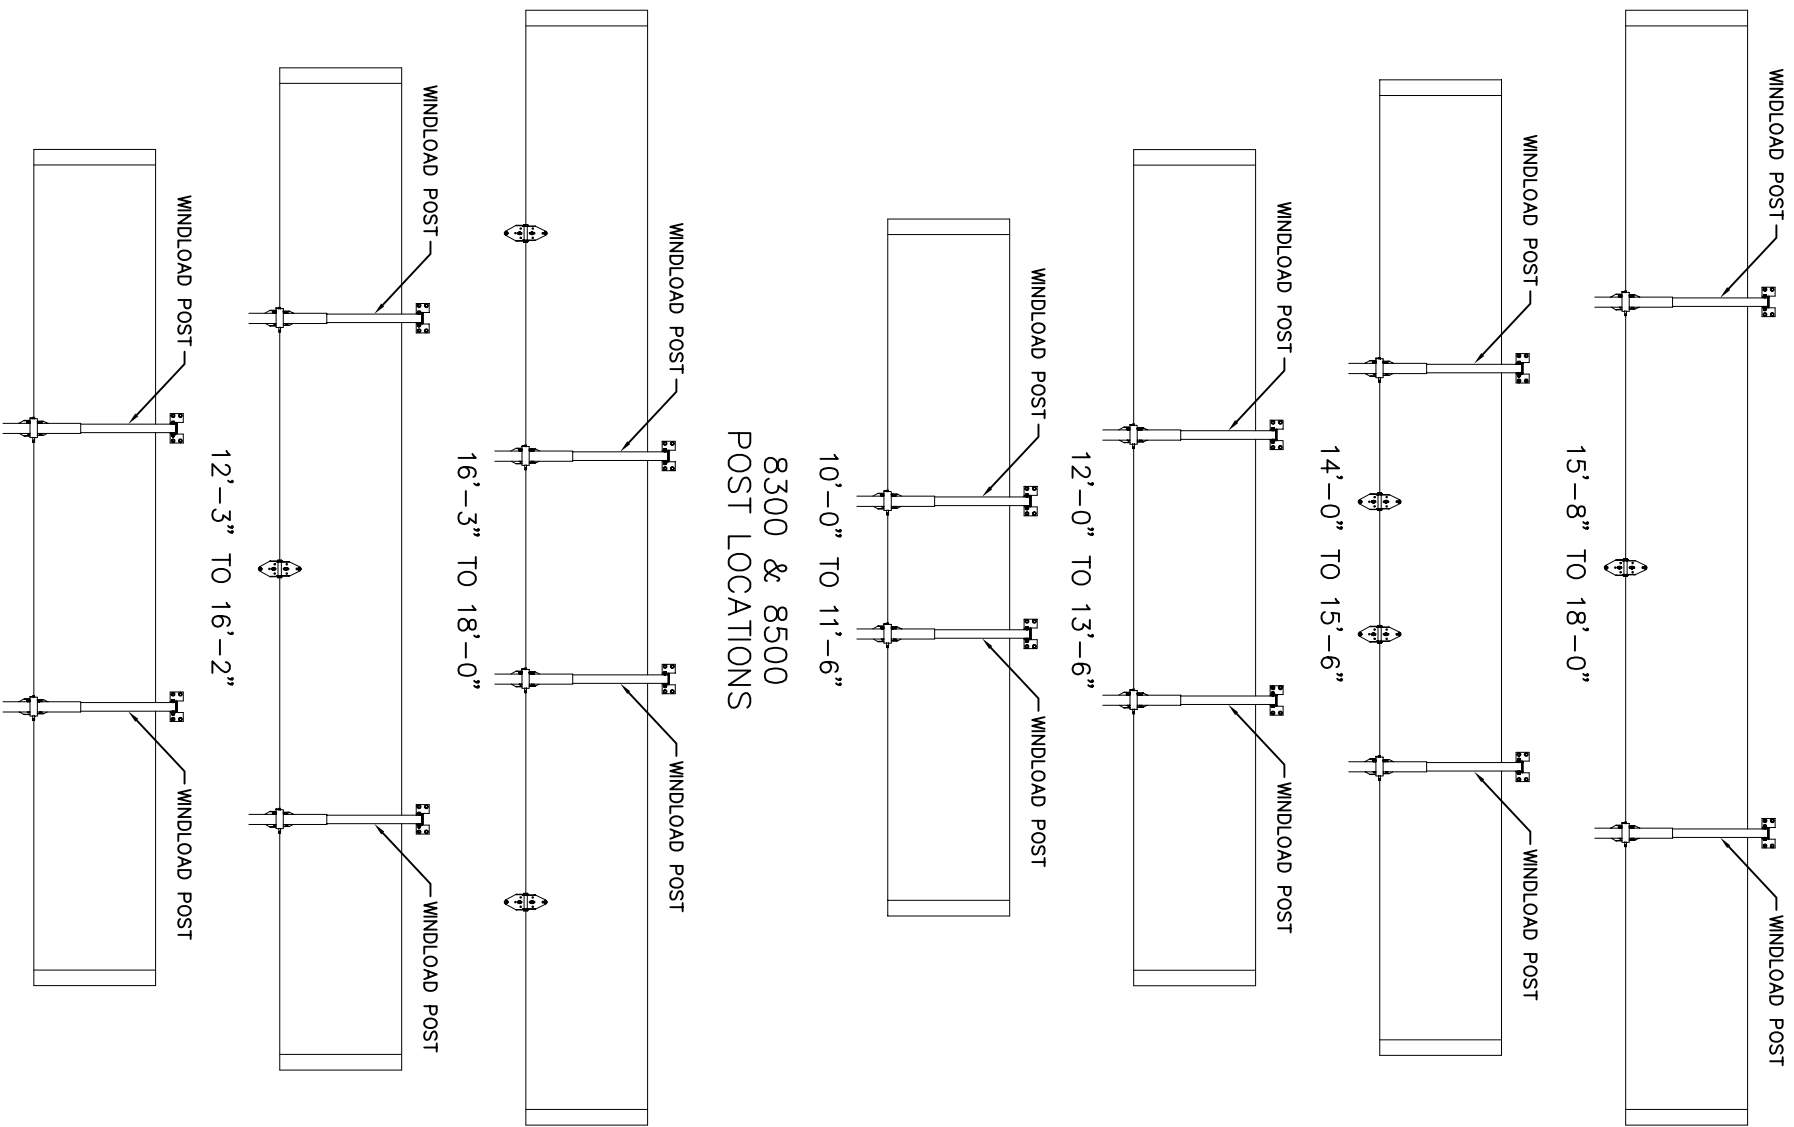 WINDLOAD POST
WINDLOAD POST
15'-8" TO 18'-0"
WINDLOAD POST
WINDLOAD POST
14'-0" TO 15'-6"
WINDLOAD POST
WINDLOAD POST
12'-0" TO 13'-6"
WINDLOAD POST
WINDLOAD POST
10'-0" TO 11'-6"
8300 & 8500
POST LOCATIONS
WINDLOAD POST
WINDLOAD POST
16'-3" TO 18'-0"
WINDLOAD POST
WINDLOAD POST
12'-3" TO 16'-2"
WINDLOAD POST
WINDLOAD POST